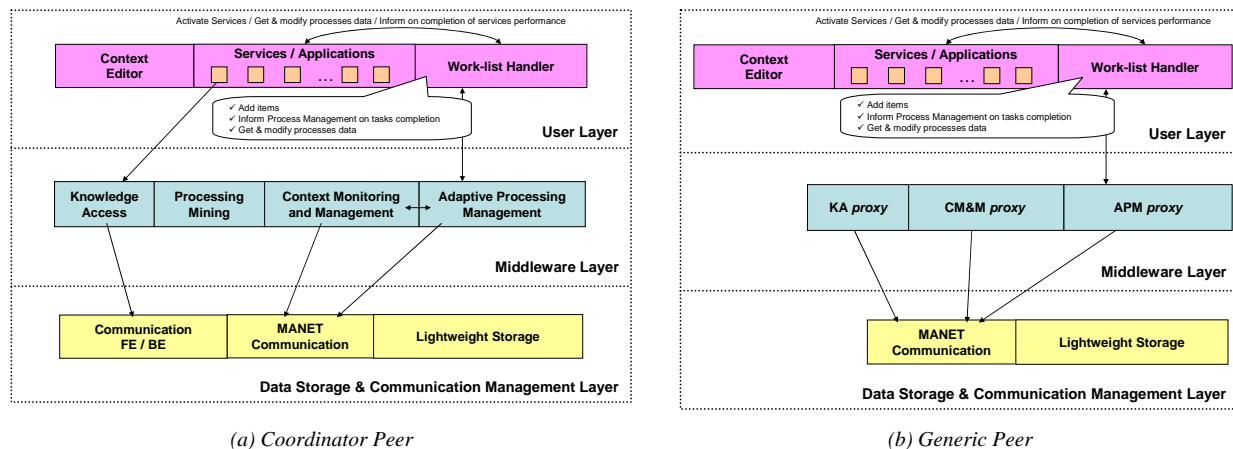 Activate Services / Get & modify processes data / Inform on completion of services performance
Context
Editor
Services / Applications
...
Work-list Handler
✓ Add items
✓ Inform Process Management on tasks completion
✓ Get & modify processes data
User Layer
Knowledge
Access
Processing
Mining
Context Monitoring
and Management
Adaptive Processing
Management
Middleware Layer
Communication
FE / BE
MANET
Communication
Lightweight Storage
Data Storage & Communication Management Layer
(a) Coordinator Peer
Activate Services / Get & modify processes data / Inform on completion of services performance
Context
Editor
Services / Applications
...
Work-list Handler
✓ Add items
✓ Inform Process Management on tasks completion
✓ Get & modify processes data
User Layer
KA proxy
CM&M proxy
APM proxy
Middleware Layer
MANET
Communication
Lightweight Storage
Data Storage & Communication Management Layer
(b) Generic Peer